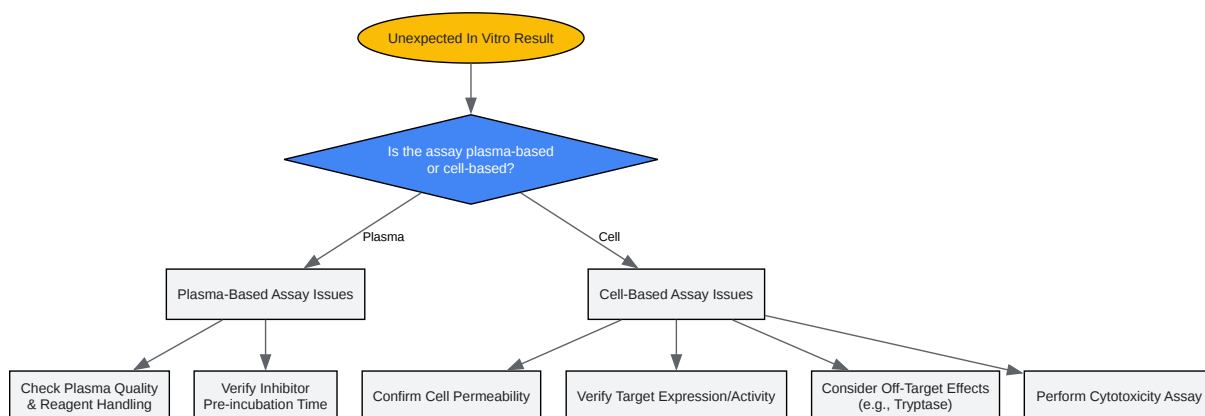 Unexpected In Vitro Result
Is the assay plasma-based
or cell-based?
Plasma
Cell
Plasma-Based Assay Issues
Cell-Based Assay Issues
Check Plasma Quality
& Reagent Handling
Verify Inhibitor
Pre-incubation Time
Confirm Cell Permeability
Verify Target Expression/Activity
Consider Off-Target Effects
(e.g., Tryptase)
Perform Cytotoxicity Assay